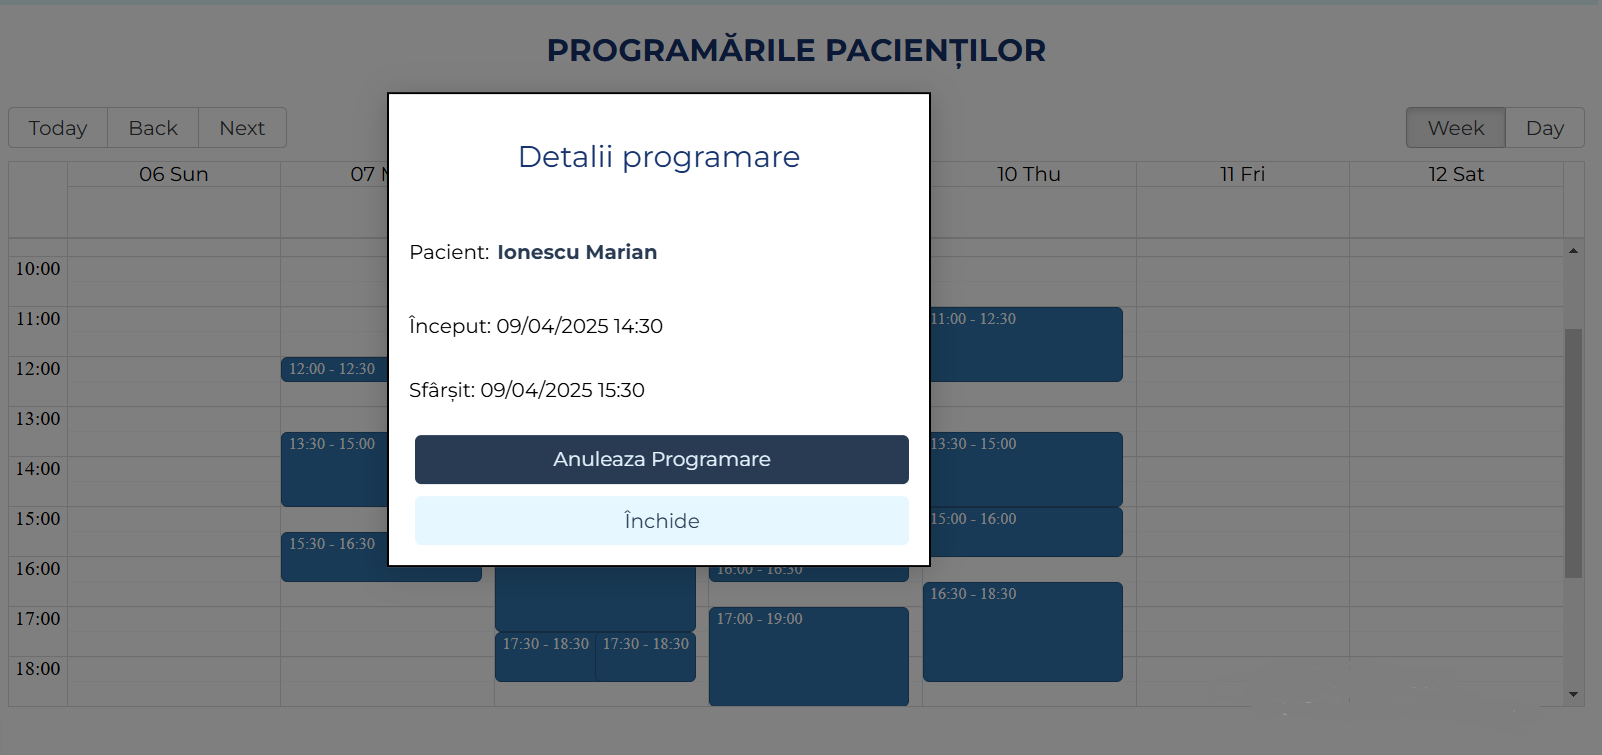 PROGRAMĂRILE PACIENȚILOR
Today Back Next Week Day
06 Sun 07 M 10 Thu 11 Fri 12 Sat
Detalii programare
Pacient: Ionescu Marian
Început: 09/04/2025 14:30
Sfârșit: 09/04/2025 15:30
Anuleaza Programare
Închide
10:00
11:00 11:00 - 12:30
12:00 12:00 - 12:30
13:00
13:30 - 15:00 13:30 - 15:00
14:00
15:00 15:00 - 16:00
15:30 - 16:30
16:00 16:00 - 16:30
16:30 - 18:30
17:00 17:00 - 19:00
17:30 - 18:30 17:30 - 18:30
18:00